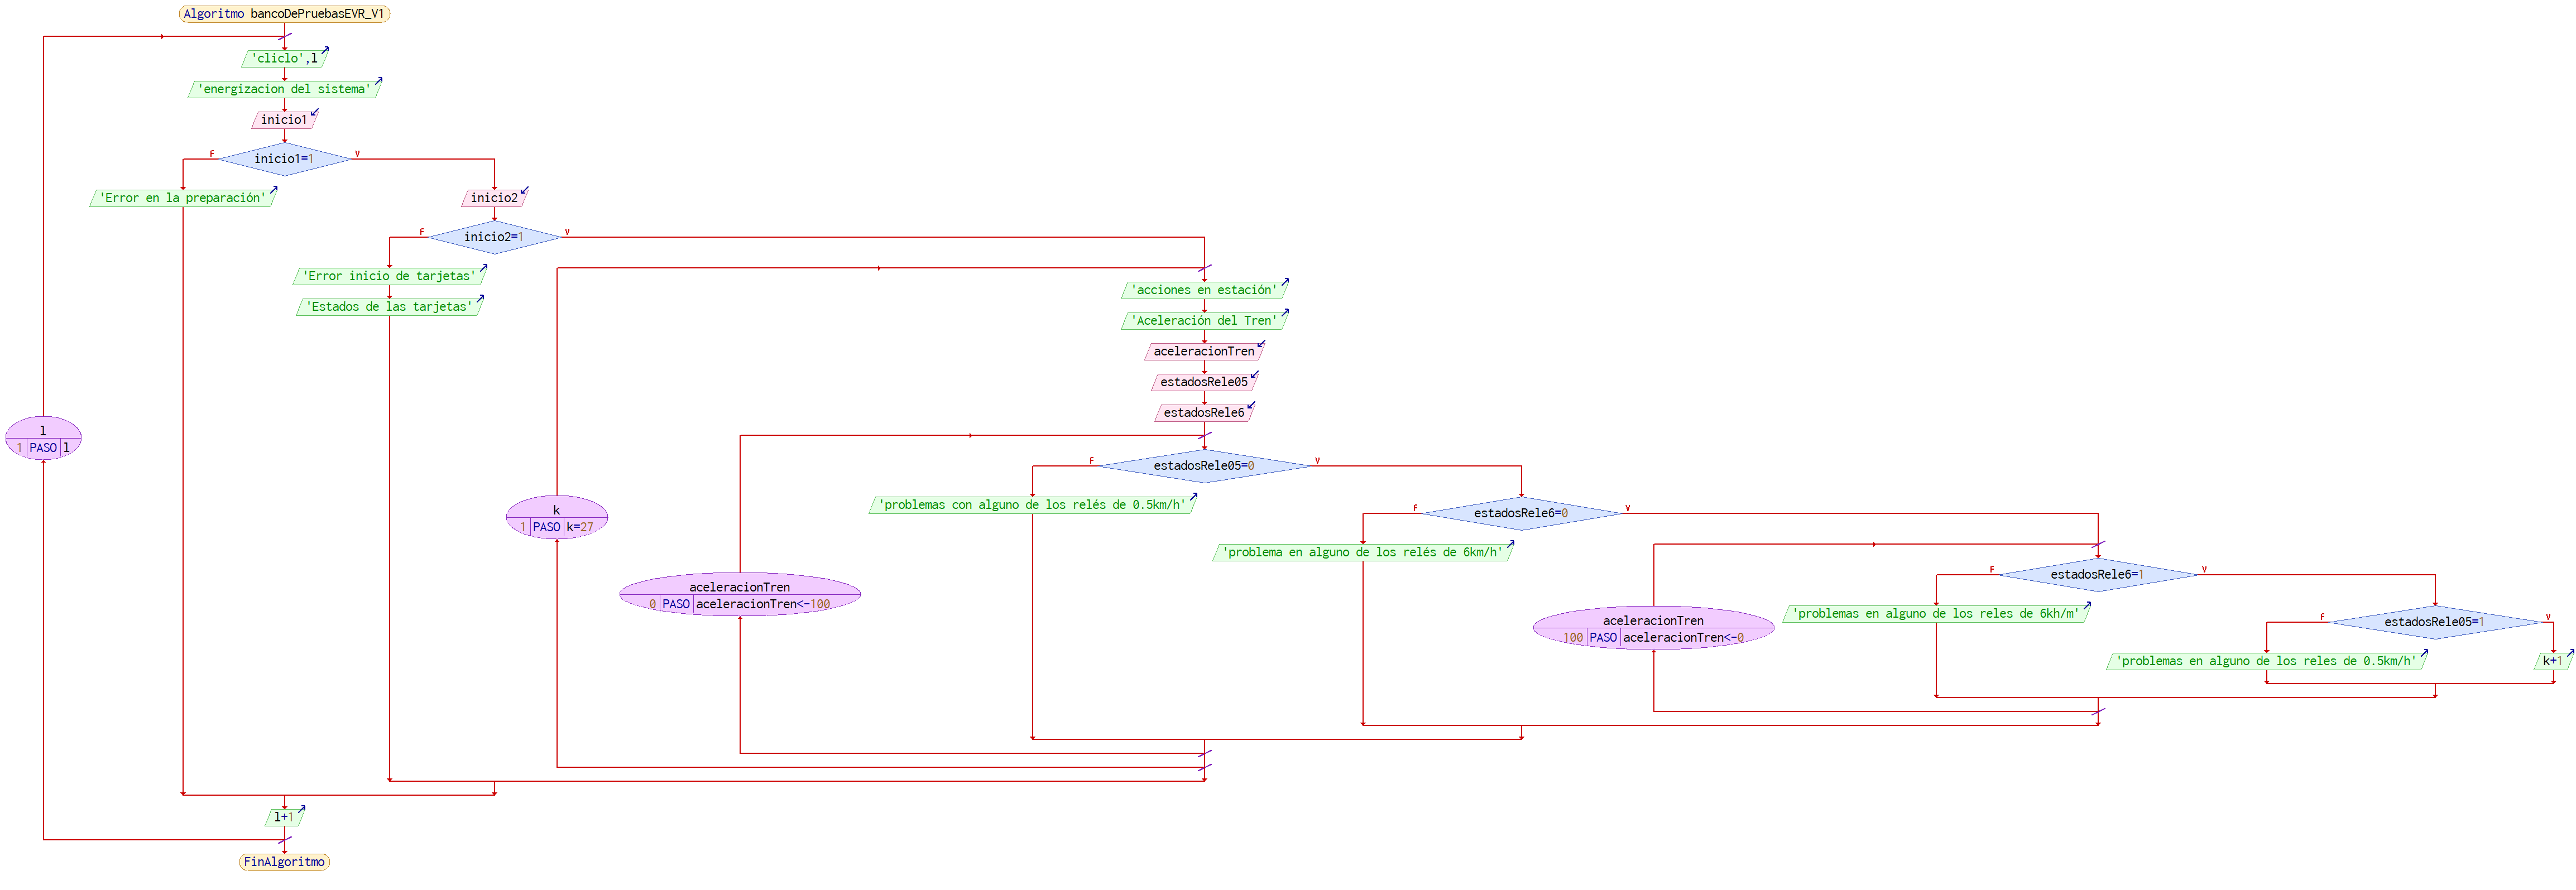 Algoritmo bancoDePruebasEVR_V1
'cliclo',l
'energizacion del sistema'
inicio1
F
inicio1=1
V
'Error en la preparación'
inicio2
F
inicio2=1
V
'Error inicio de tarjetas'
'Estados de las tarjetas'
'acciones en estación'
'Aceleración del Tren'
aceleracionTren
estadosRele05
estadosRele6
l
1 PASO l
F
estadosRele05=0
V
'problemas con alguno de los relés de 0.5km/h'
k
1 PASO k=27
F
estadosRele6=0
V
'problema en alguno de los relés de 6km/h'
aceleracionTren
0 PASO aceleracionTren<-100
F
estadosRele6=1
V
'problemas en alguno de los reles de 6kh/m'
aceleracionTren
100 PASO aceleracionTren<-0
F
estadosRele05=1
V
'problemas en alguno de los reles de 0.5km/h'
k+1
l+1
FinAlgoritmo